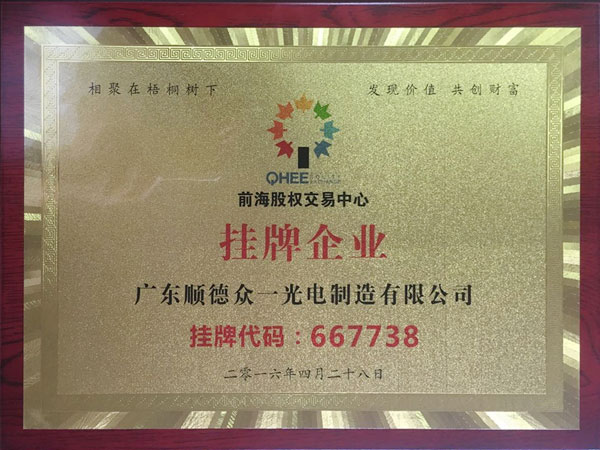 相聚在梧桐树下
发现价值 共创财富
QHEE EQUITY EXCHANGE
前海股权交易中心
挂牌企业
广东顺德众一光电制造有限公司
挂牌代码：667738
二零一六年四月二十八日